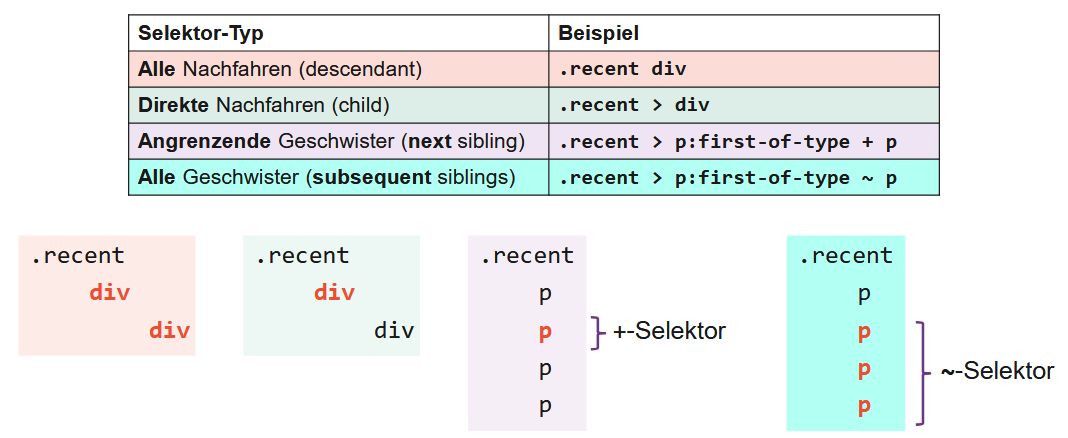 Selektor-Typ Beispiel
Alle Nachfahren (descendant) .recent div
Direkte Nachfahren (child) .recent > div
Angrenzende Geschwister (next sibling) .recent > p:first-of-type + p
Alle Geschwister (subsequent siblings) .recent > p:first-of-type ~ p
.recent
div
div
.recent
div
div
.recent
p
p
p
p
+-Selektor
.recent
p
p
p
p
~-Selektor